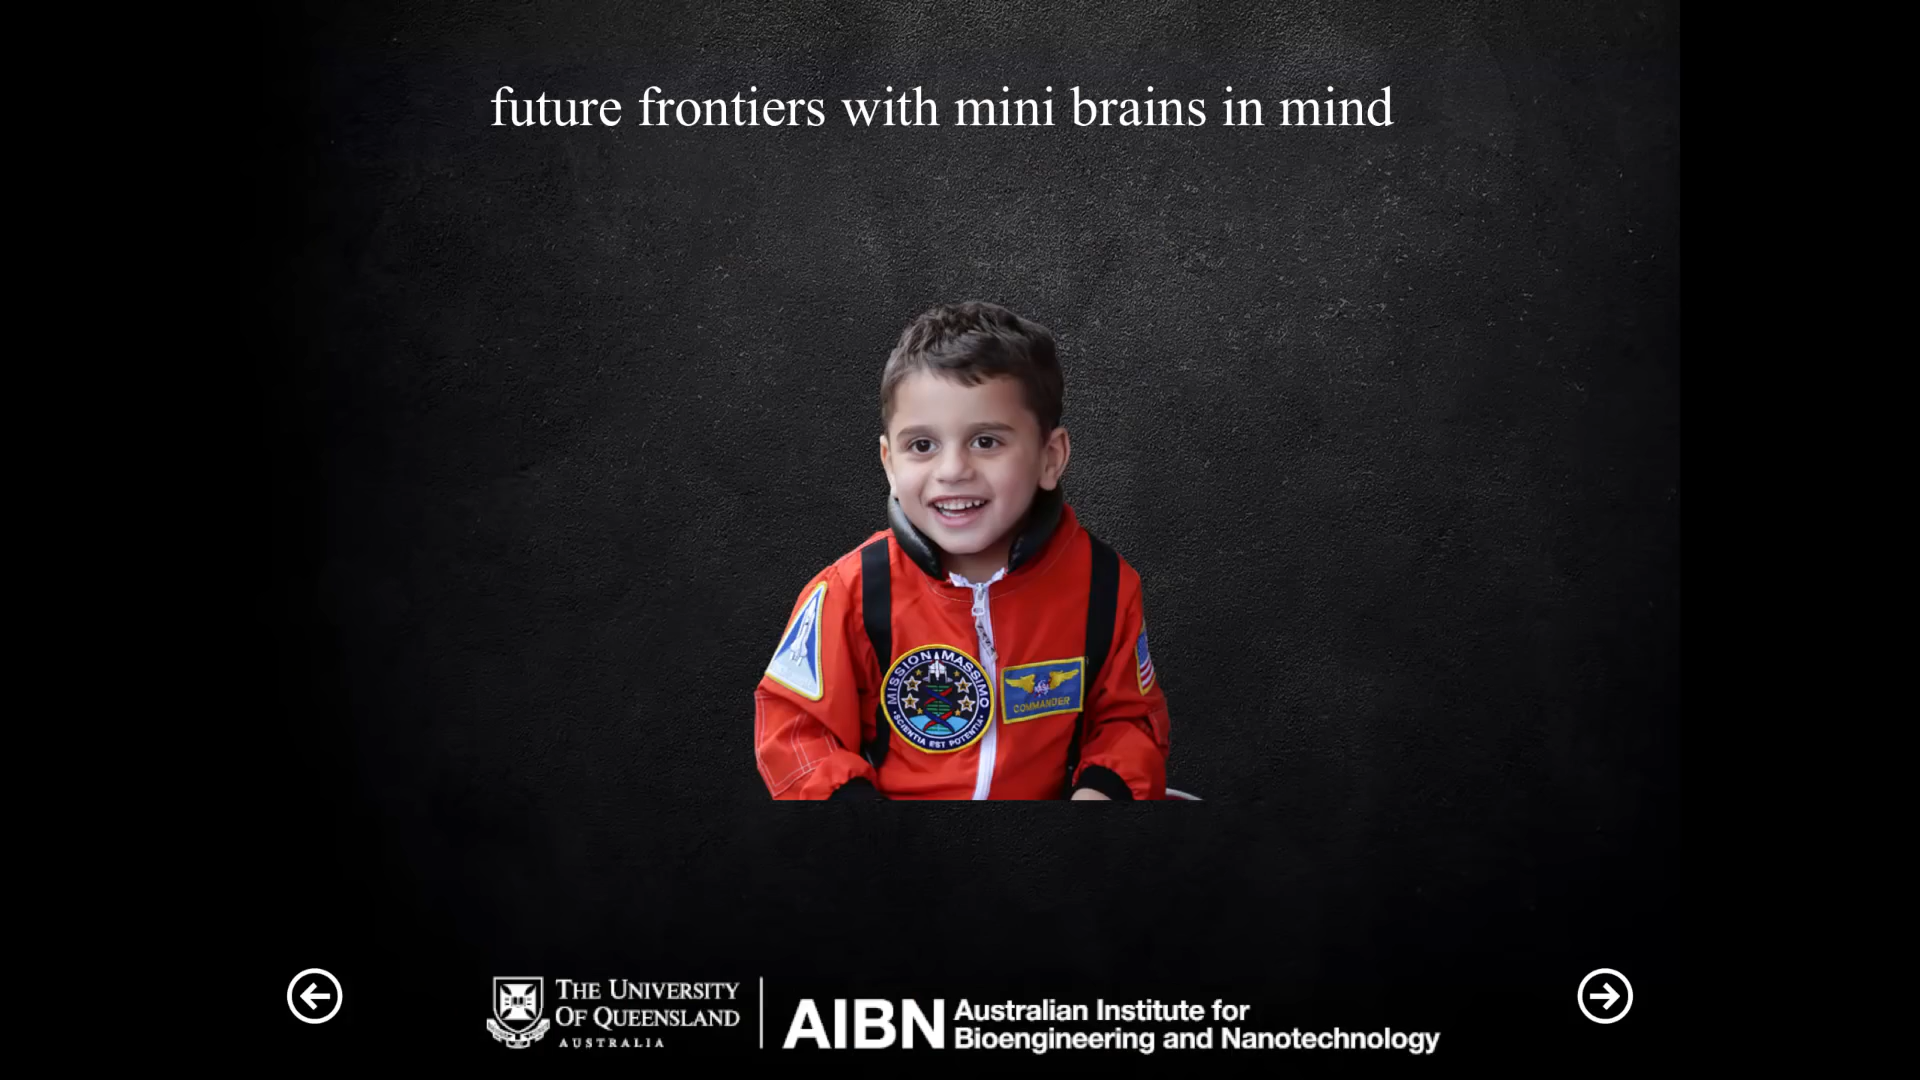 future frontiers with mini brains in mind
MISSION MASSIMO
SCIENTIA EST POTENTIA
COMMANDER
THE UNIVERSITY
OF QUEENSLAND
AUSTRALIA
AIBN
Australian Institute for
Bioengineering and Nanotechnology